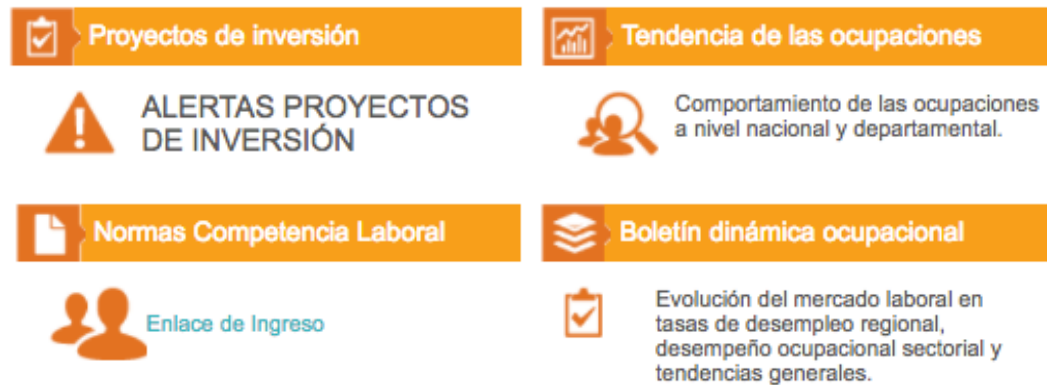 Proyectos de inversión
ALERTAS PROYECTOS
DE INVERSIÓN
Tendencia de las ocupaciones
Comportamiento de las ocupaciones
a nivel nacional y departamental.
Normas Competencia Laboral
Enlace de Ingreso
Boletín dinámica ocupacional
Evolución del mercado laboral en
tasas de desempleo regional,
desempeño ocupacional sectorial y
tendencias generales.